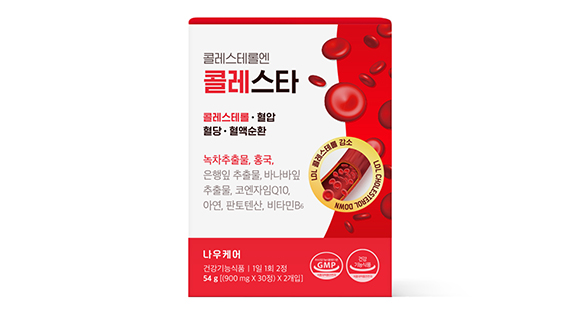 콜레스테롤엔
콜레스타
콜레스테롤 • 혈압
혈당 • 혈액순환
녹차추출물, 홍국,
은행잎 추출물, 바나바잎
추출물, 코엔자임Q10,
아연, 판토텐산, 비타민B6
LDL 콜레스테롤 감소
LDL CHOLESTEROL DOWN
나우케어
건강기능식품 | 1일 1회 2정
54 g [(900 mg X 30정) X 2개입]
GMP
건강
기능식품